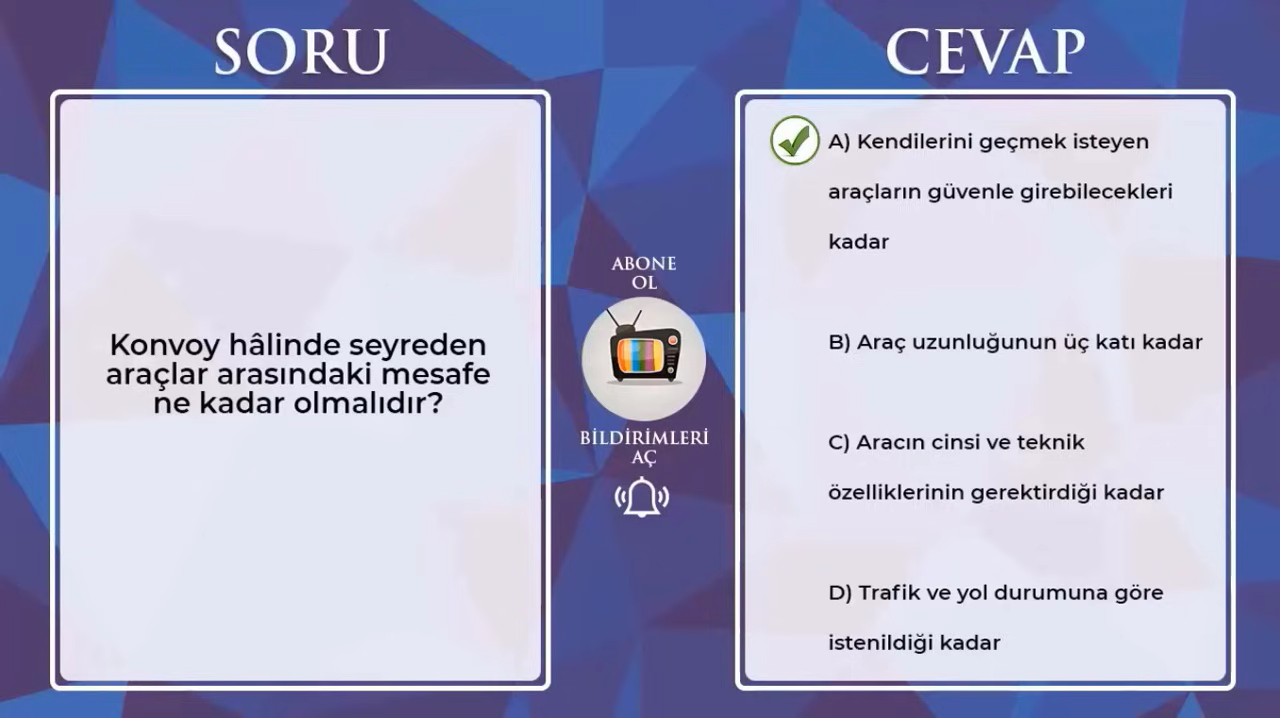 SORU
Konvoy hâlinde seyreden
araçlar arasındaki mesafe
ne kadar olmalıdır?
ABONE
OL
BİLDİRİMLERİ
AÇ
CEVAP
A) Kendilerini geçmek isteyen
araçların güvenle girebilecekleri
kadar
B) Araç uzunluğunun üç katı kadar
C) Aracın cinsi ve teknik
özelliklerinin gerektirdiği kadar
D) Trafik ve yol durumuna göre
istenildiği kadar